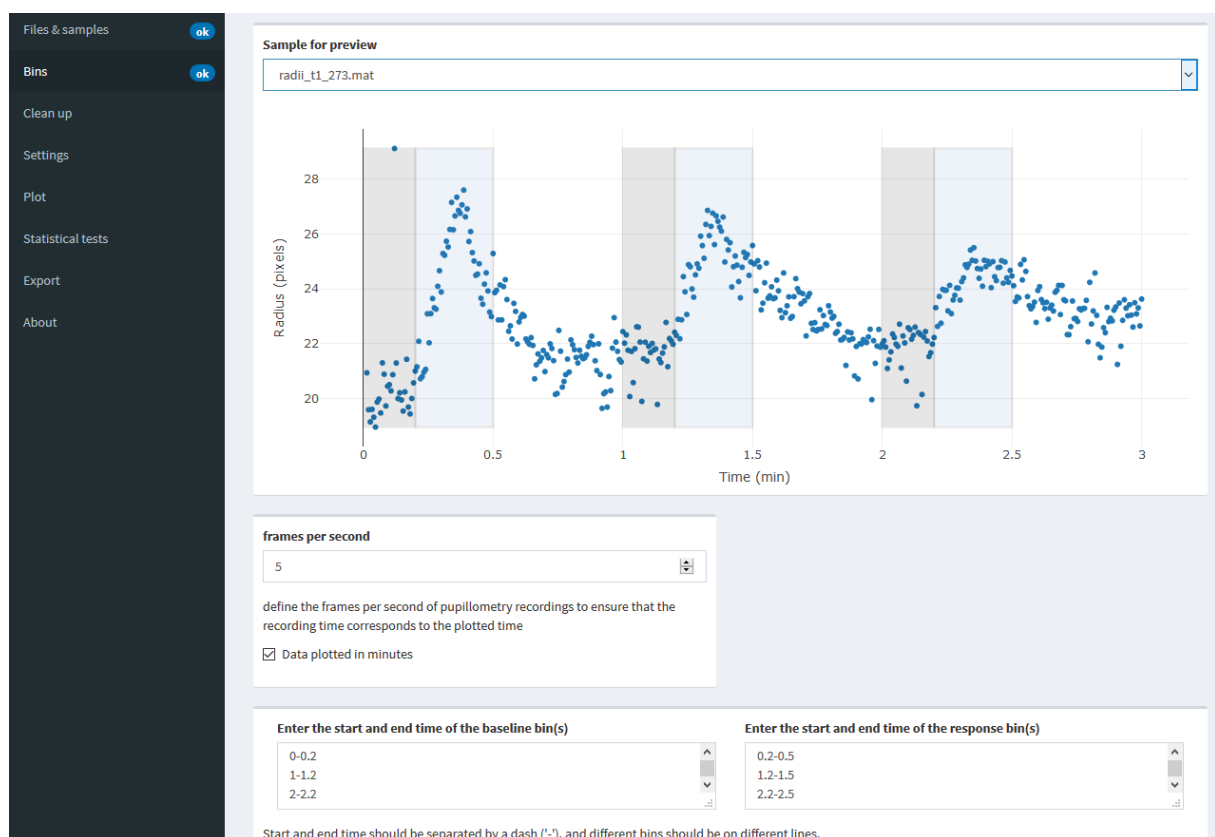 Files & samples ok
Bins ok
Clean up
Settings
Plot
Statistical tests
Export
About
Sample for preview
radii_t1_273.mat
28
26
24
22
20
Radius (pixels)
0 0.5 1 1.5 2 2.5 3
Time (min)
frames per second
5
define the frames per second of pupillometry recordings to ensure that the
recording time corresponds to the plotted time
Data plotted in minutes
Enter the start and end time of the baseline bin(s)
0-0.2
1-1.2
2-2.2
Enter the start and end time of the response bin(s)
0.2-0.5
1.2-1.5
2.2-2.5
Start and end time should be separated by a dash ('-'), and different bins should be on different lines.